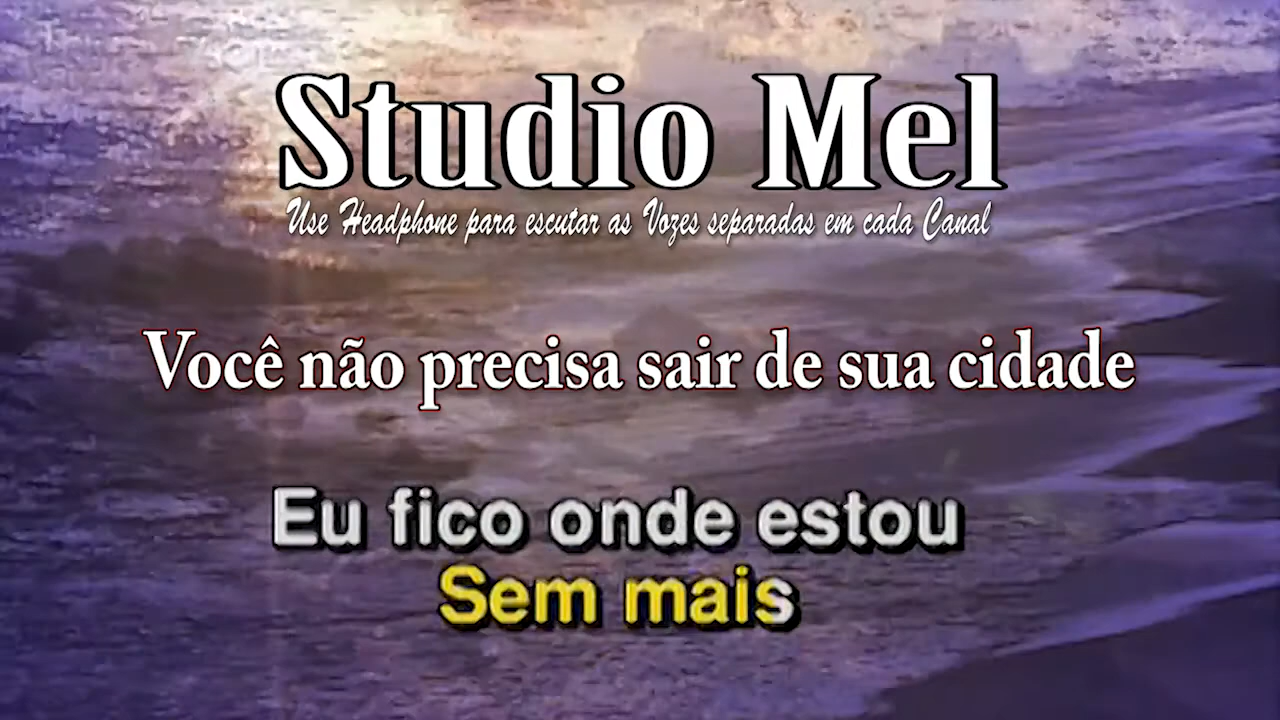 Studio Mel
Use Headphone para escutar as Vozes separadas em cada Canal
Você não precisa sair de sua cidade
Eu fico onde estou
Sem mais